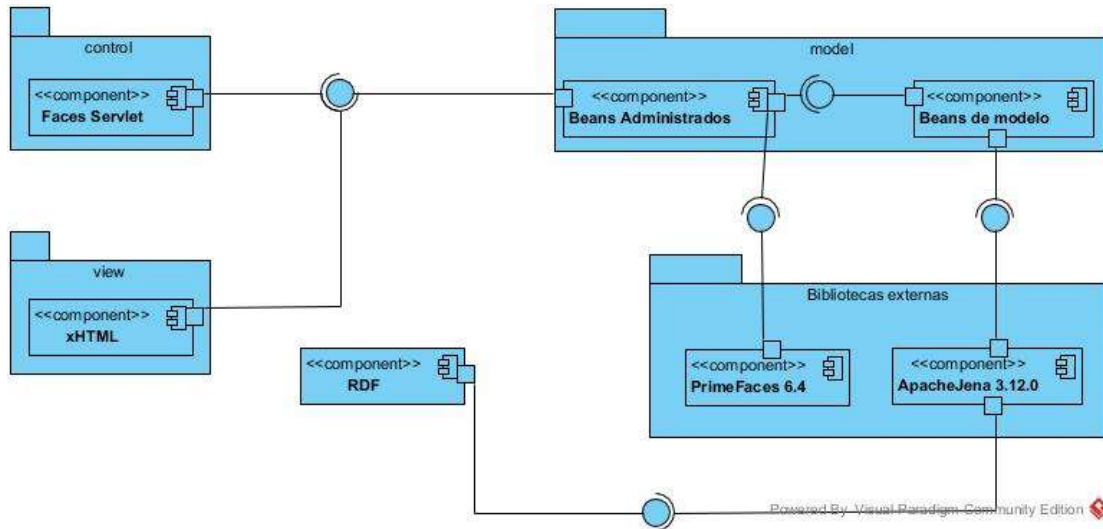 control
<<component>>
Faces Servlet
model
<<component>>
Beans Administrados
<<component>>
Beans de modelo
view
<<component>>
xHTML
Bibliotecas externas
<<component>>
RDF
<<component>>
PrimeFaces 6.4
<<component>>
ApacheJena 3.12.0
Powered By Visual Paradigm Community Edition